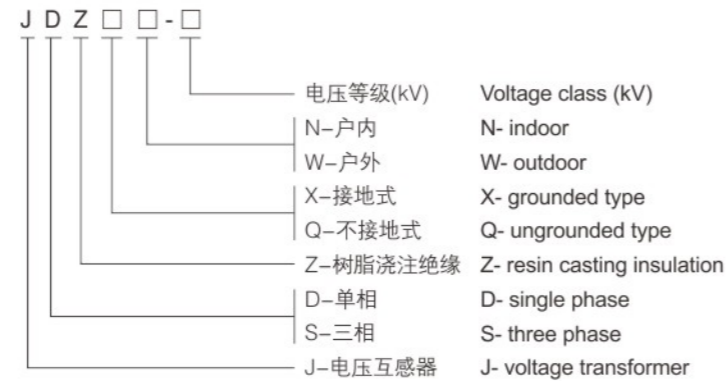 J D Z □ □ - □
电压等级(kV) Voltage class (kV)
N–户内 N- indoor
W–户外 W- outdoor
X–接地式 X- grounded type
Q–不接地式 Q- ungrounded type
Z–树脂浇注绝缘 Z- resin casting insulation
D–单相 D- single phase
S–三相 S- three phase
J–电压互感器 J- voltage transformer